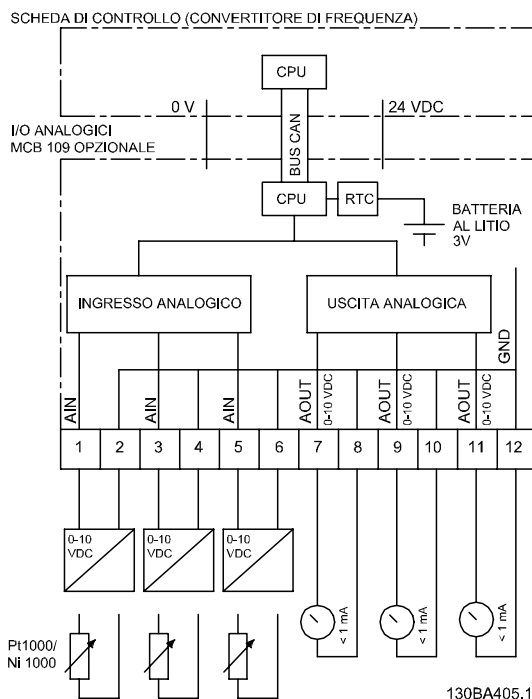 SCHEDA DI CONTROLLO (CONVERTITORE DI FREQUENZA)
CPU
0 V
24 VDC
BUS CAN
I/O ANALOGICI
MCB 109 OPZIONALE
CPU
RTC
BATTERIA
AL LITIO
3V
INGRESSO ANALOGICO
USCITA ANALOGICA
GND
AIN
AIN
AIN
AOUT
0-10 VDC
AOUT
0-10 VDC
AOUT
0-10 VDC
1 2 3 4 5 6 7 8 9 10 11 12
0-10
VDC
0-10
VDC
0-10
VDC
< 1 mA
< 1 mA
< 1 mA
Pt1000/
Ni 1000
130BA405.1